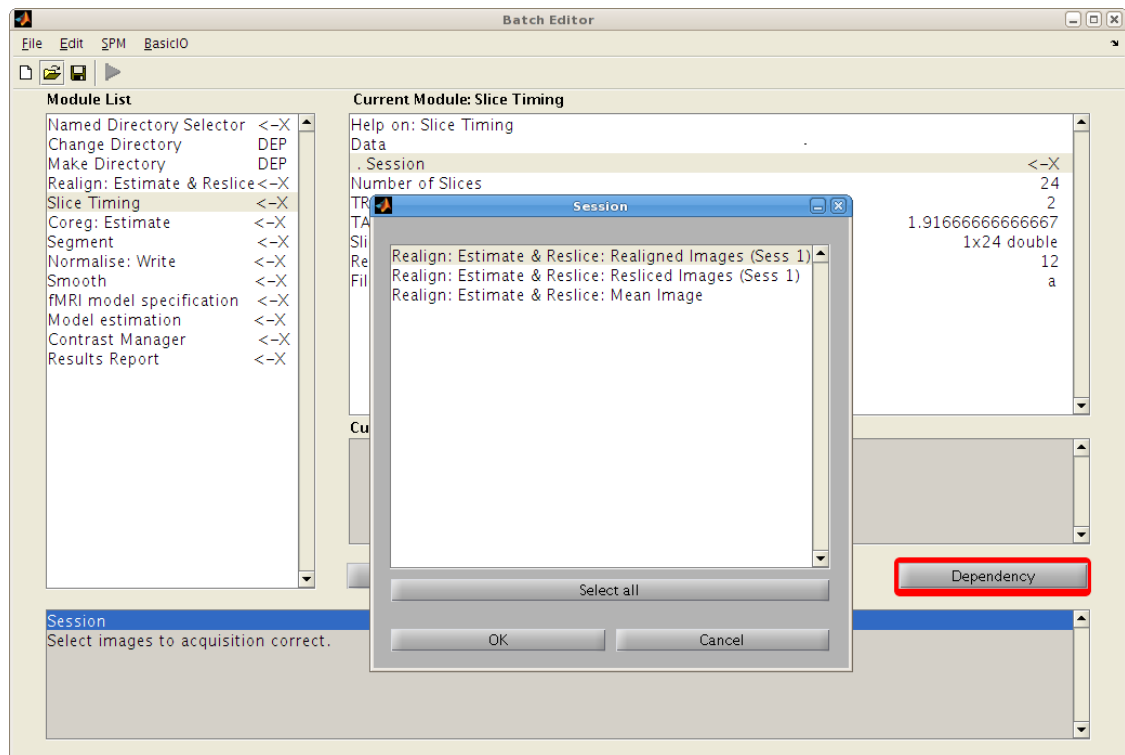 Batch Editor
File Edit SPM BasicIO
Module List
Named Directory Selector <-X
Change Directory DEP
Make Directory DEP
Realign: Estimate & Reslice<-X
Slice Timing <-X
Coreg: Estimate <-X
Segment <-X
Normalise: Write <-X
Smooth <-X
fMRI model specification <-X
Model estimation <-X
Contrast Manager <-X
Results Report <-X
Current Module: Slice Timing
Help on: Slice Timing
Data
. Session <-X
Number of Slices 24
TR 2
TA 1.91666666666667
Sli 1x24 double
Re 12
Fil a
Cu
Session
Realign: Estimate & Reslice: Realigned Images (Sess 1)
Realign: Estimate & Reslice: Resliced Images (Sess 1)
Realign: Estimate & Reslice: Mean Image
Select all
OK Cancel
Dependency
Session
Select images to acquisition correct.